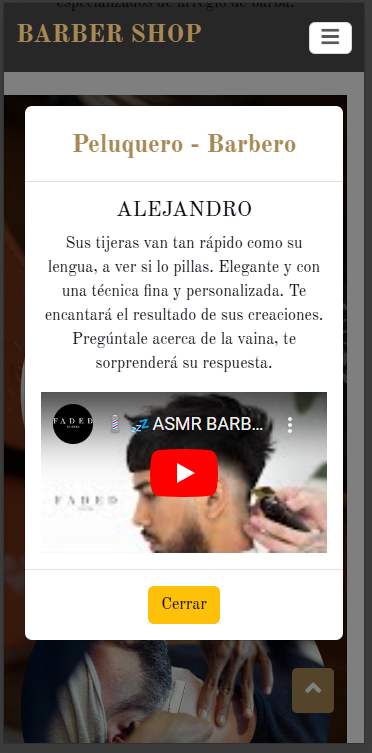 especializados de arreglo de barba.
BARBER SHOP
Peluquero - Barbero
ALEJANDRO
Sus tijeras van tan rápido como su
lengua, a ver si lo pillas. Elegante y con
una técnica fina y personalizada. Te
encantará el resultado de sus creaciones.
Pregúntale acerca de la vaina, te
sorprenderá su respuesta.
FADED
💈 💤 ASMR BARB...
FADED
Cerrar